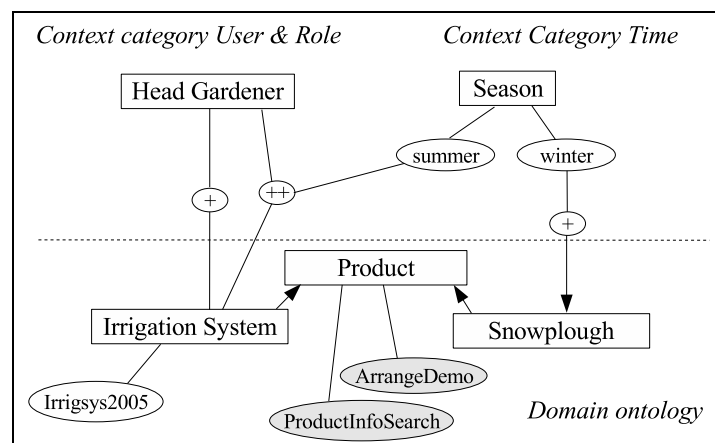 Context category User & Role
Context Category Time
Head Gardener
Season
summer
winter
+
++
+
Product
Irrigation System
Snowplough
ArrangeDemo
Irrigsys2005
ProductInfoSearch
Domain ontology